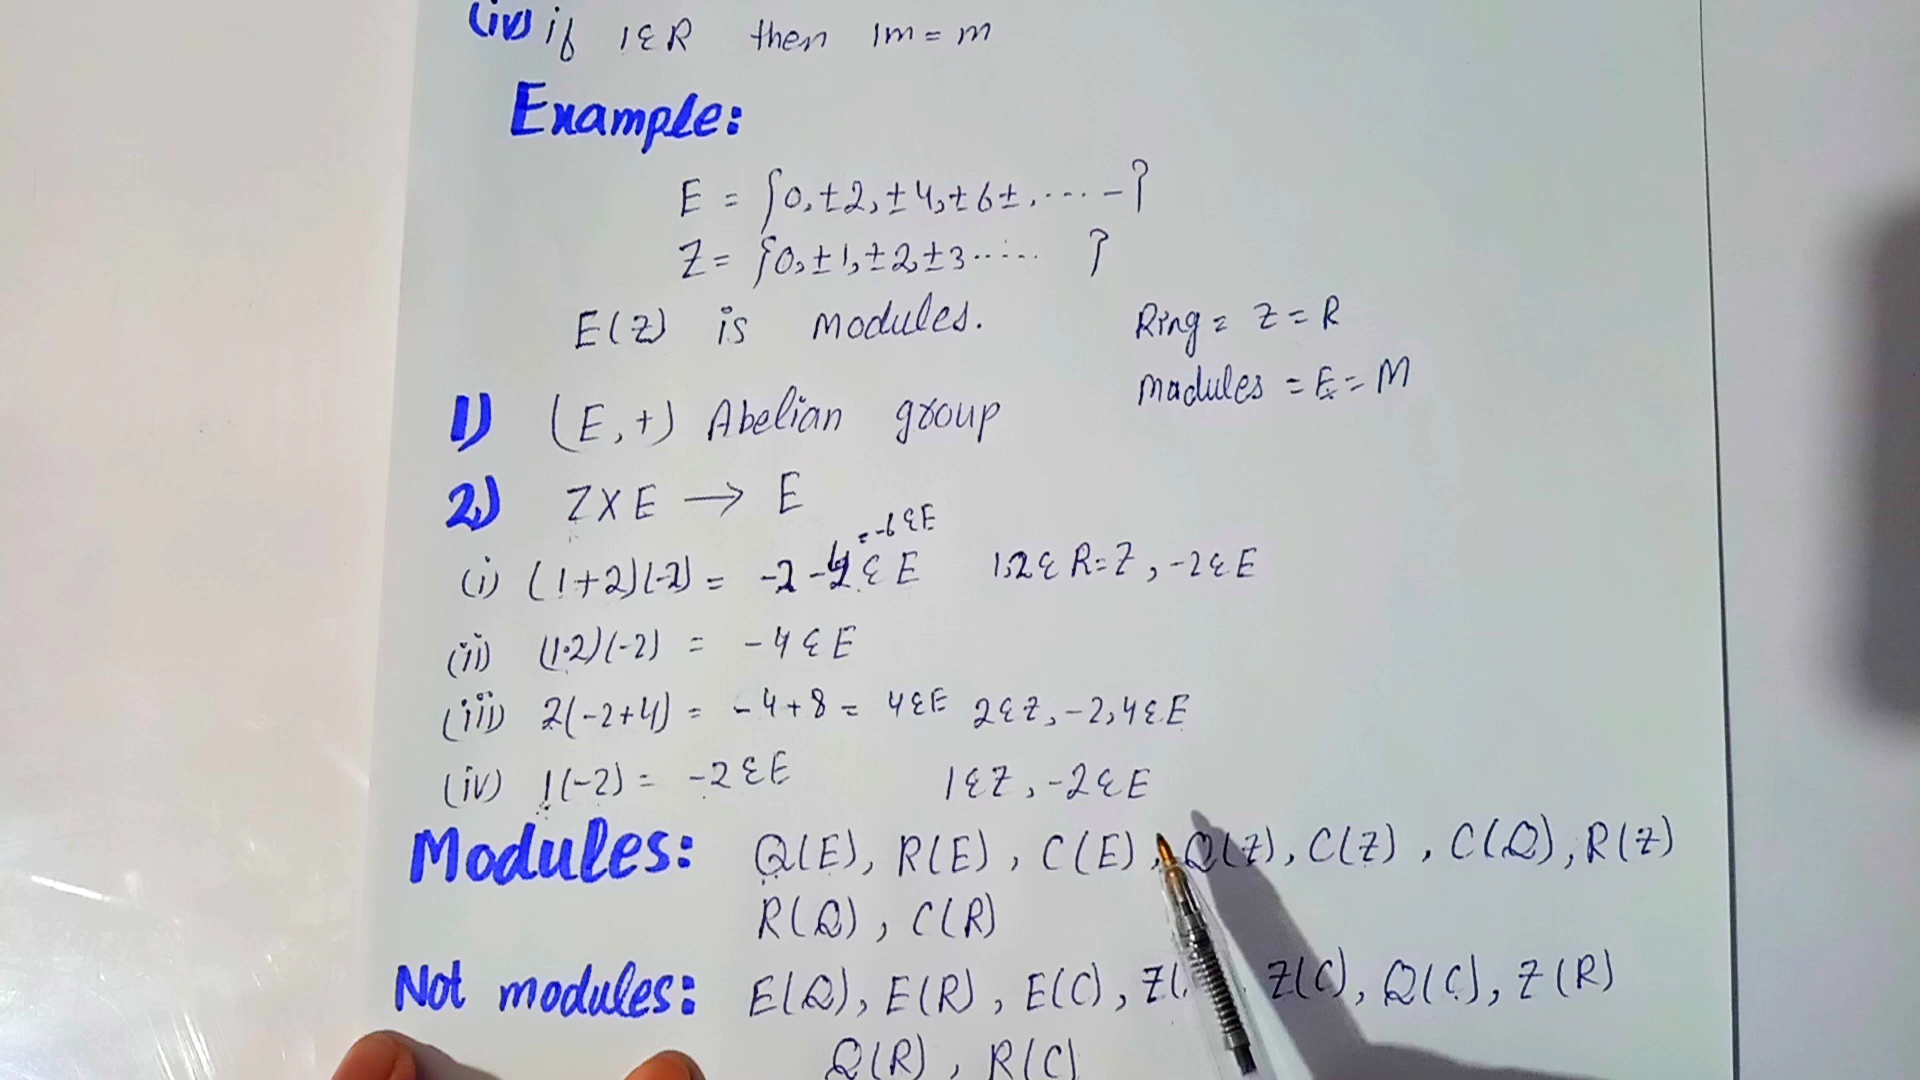 (iv) if 1 ε R then 1m = m
Example:
E = {0, ±2, ±4, ±6 ±, ..... -}
Z = {0, ±1, ±2, ±3 ..... }
E(Z) is modules.
Ring = Z = R
modules = E = M
1) (E, +) Abelian group
2) Z X E → E
= -6 ε E
(i) (1+2)(-2) = -2 -4 ε E 1,2 ε R = Z, -2 ε E
(ii) (1·2)(-2) = -4 ε E
(iii) 2(-2+4) = -4+8 = 4 ε E 2 ε Z, -2,4 ε E
(iv) 1(-2) = -2 ε E 1 ε Z, -2 ε E
Modules: Q(E), R(E), C(E), Q(Z), C(Z), C(Q), R(Z)
R(Q), C(R)
Not modules: E(Q), E(R), E(C), Z( Z(C), Q(C), Z(R)
Q(R), R(C)